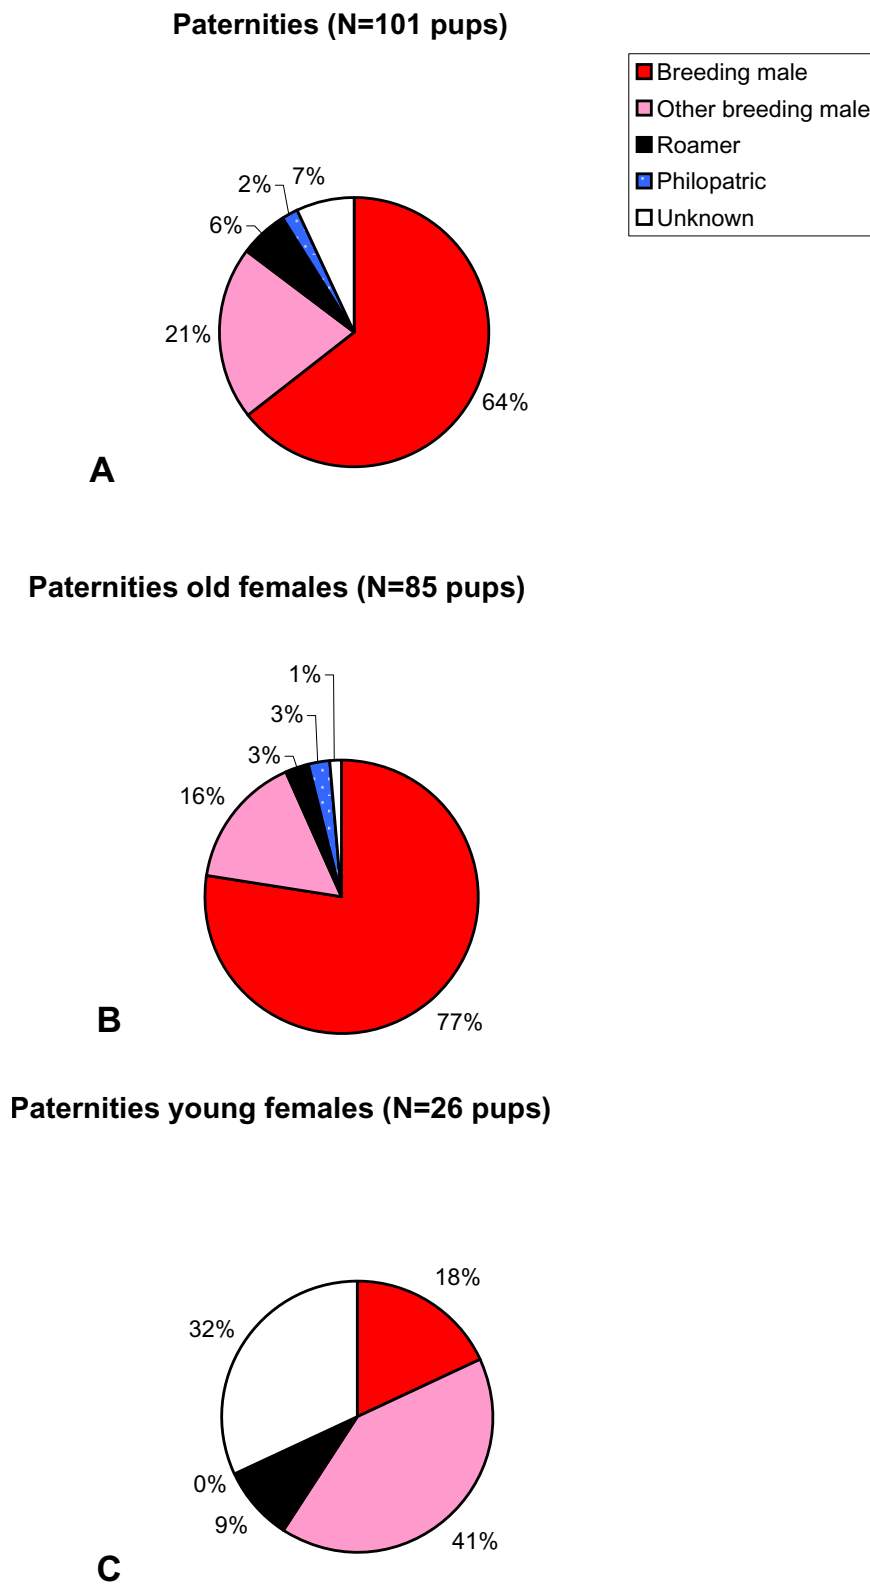 Paternities (N=101 pups)
Breeding male
Other breeding male
Roamer
Philopatric
Unknown
2%
7%
6%
21%
64%
A
Paternities old females (N=85 pups)
1%
3%
3%
16%
77%
B
Paternities young females (N=26 pups)
18%
32%
0%
9%
41%
C